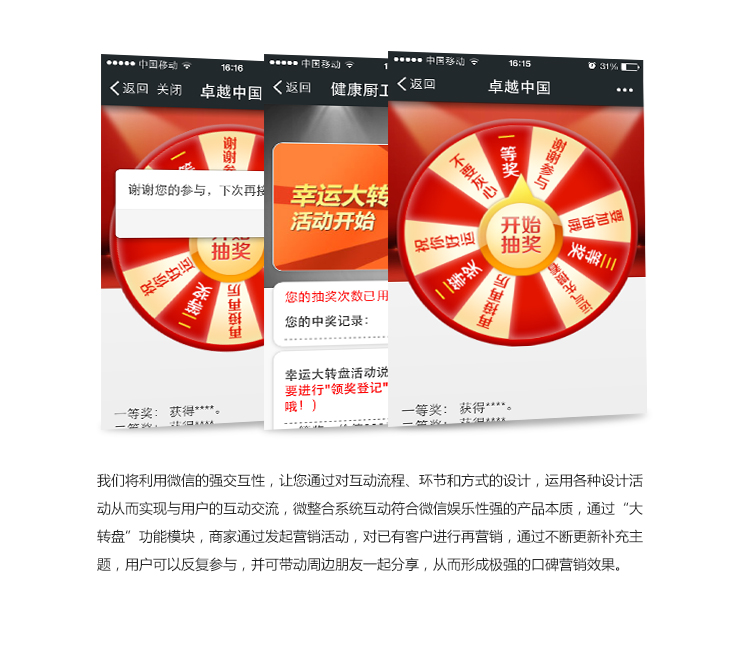 中国移动 16:16
返回 关闭 卓越中国
谢谢参与
一等
谢谢您的参与，下次再接
开始
抽奖
祝你好运
二等奖
再接再厉
一等奖： 获得****。
中国移动
返回 健康厨
幸运大转
活动开始
您的抽奖次数已用
您的中奖记录：
幸运大转盘活动说
要进行"领奖登记"
哦！)
中国移动 16:15 31%
返回 卓越中国
一等奖
谢谢参与
要加油哦
三等奖
运气先攒着
再接再厉
二等奖
祝你好运
不要灰心
开始
抽奖
一等奖： 获得****。
我们将利用微信的强交互性，让您通过对互动流程、环节和方式的设计，运用各种设计活
动从而实现与用户的互动交流，微整合系统互动符合微信娱乐性强的产品本质，通过“大
转盘”功能模块，商家通过发起营销活动，对已有客户进行再营销，通过不断更新补充主
题，用户可以反复参与，并可带动周边朋友一起分享，从而形成极强的口碑营销效果。